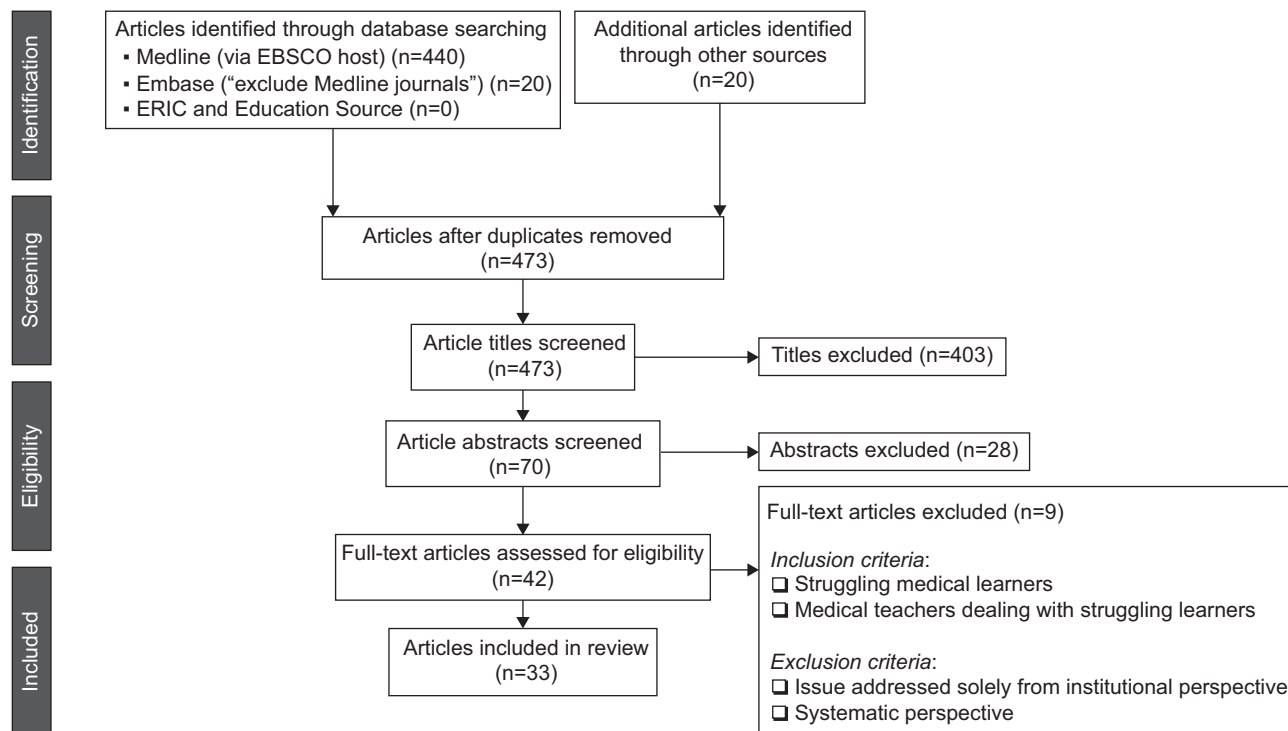 Identification
Articles identified through database searching
▪ Medline (via EBSCO host) (n=440)
▪ Embase (“exclude Medline journals”) (n=20)
▪ ERIC and Education Source (n=0)
Additional articles identified
through other sources
(n=20)
Screening
Articles after duplicates removed
(n=473)
Article titles screened
(n=473)
Titles excluded (n=403)
Eligibility
Article abstracts screened
(n=70)
Abstracts excluded (n=28)
Full-text articles assessed for eligibility
(n=42)
Full-text articles excluded (n=9)
Inclusion criteria:
❑ Struggling medical learners
❑ Medical teachers dealing with struggling learners
Exclusion criteria:
❑ Issue addressed solely from institutional perspective
❑ Systematic perspective
Included
Articles included in review
(n=33)